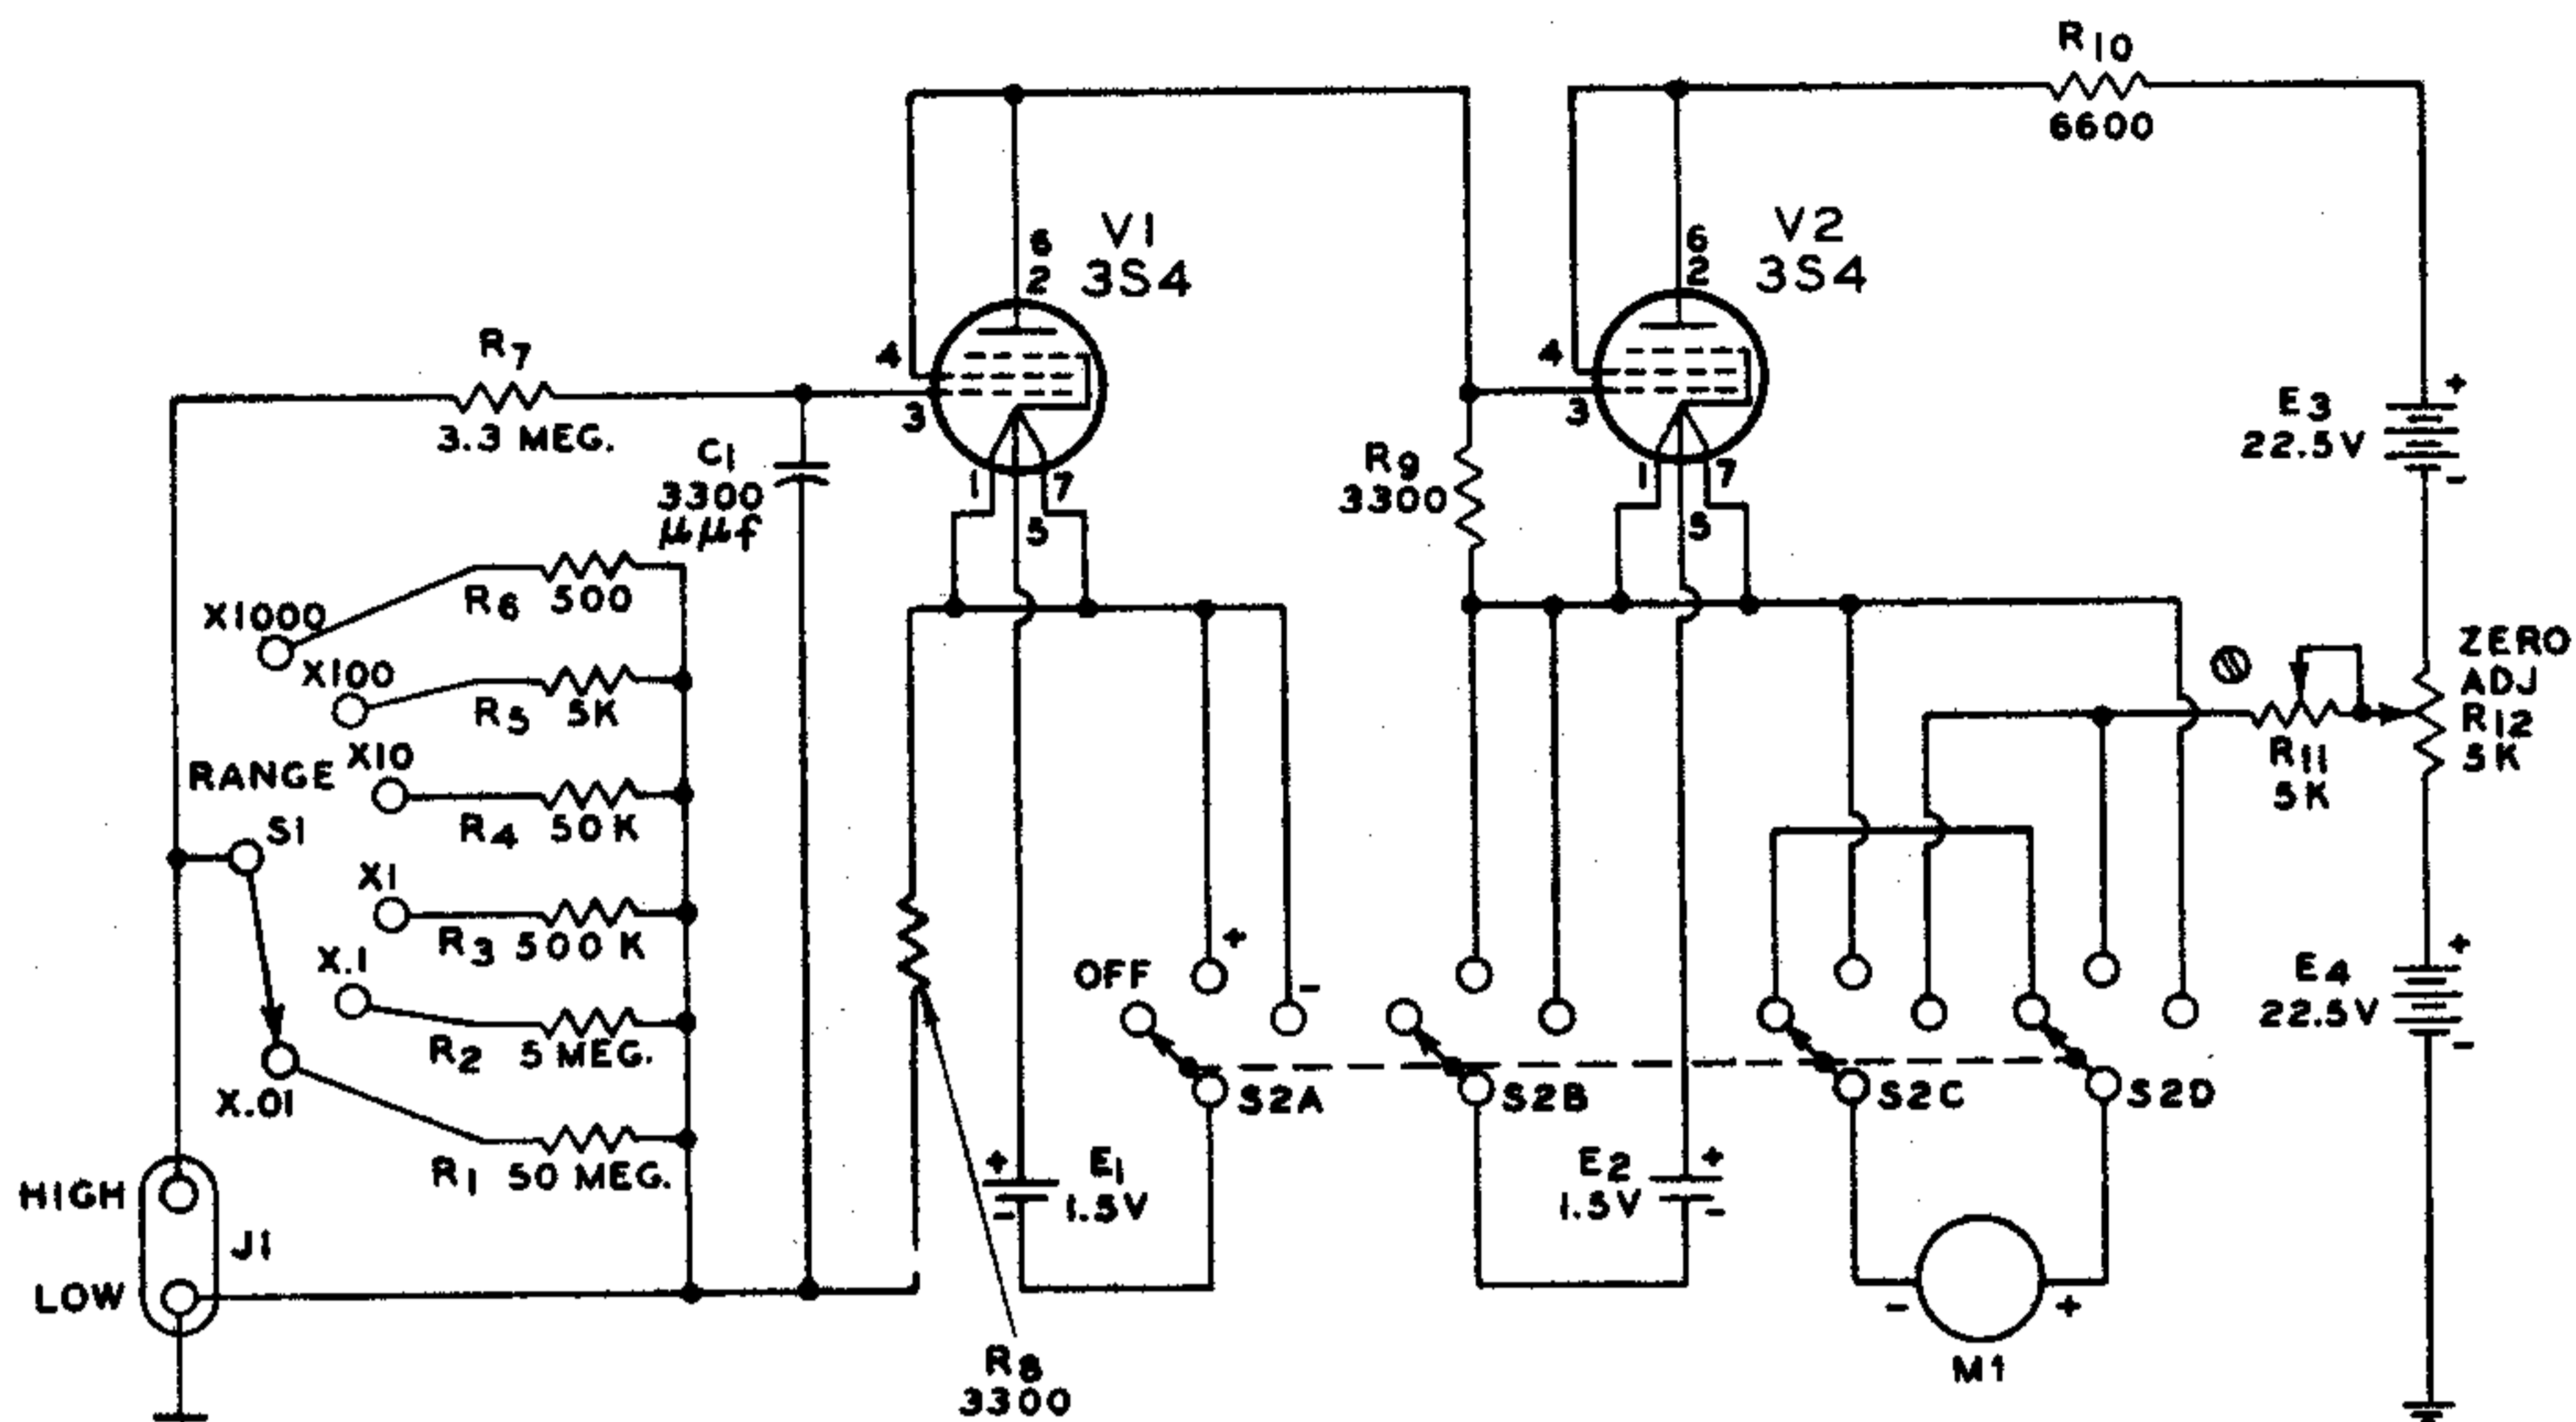 R10
6600
V1
3S4
6
2
4
3
1
7
5
V2
3S4
6
2
4
3
1
7
5
R7
3.3 MEG.
C1
3300
μμf
R9
3300
+
E3
22.5V
-
X1000
R6 500
X100
R5 5K
X10
R4 50K
RANGE
S1
X1
R3 500 K
X.1
R2 5 MEG.
X.01
R1 50 MEG.
HIGH
J1
LOW
R8
3300
OFF
+
-
S2A
S2B
S2C
S2D
+
E1
1.5V
-
E2
1.5V
+
-
R11
5K
ZERO
ADJ
R12
5K
+
E4
22.5V
-
-
+
M1